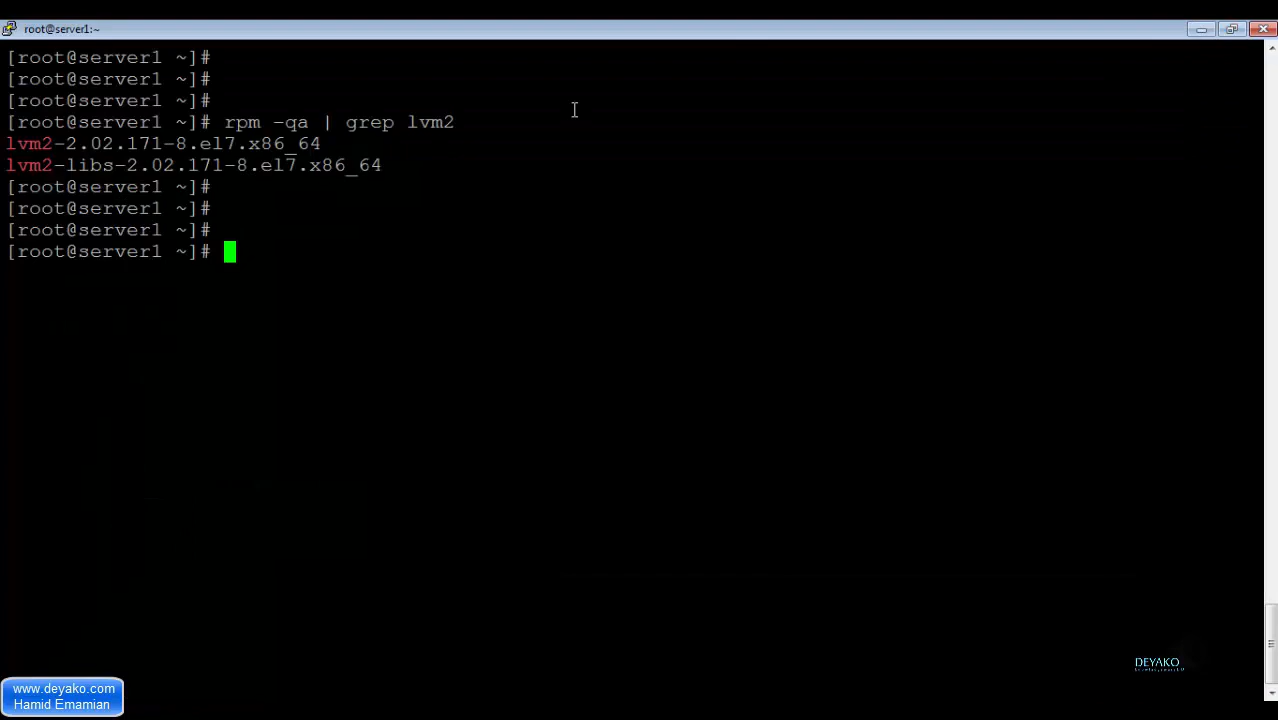 root@server1:~
[root@server1 ~]#
[root@server1 ~]#
[root@server1 ~]#
[root@server1 ~]# rpm -qa | grep lvm2
lvm2-2.02.171-8.el7.x86_64
lvm2-libs-2.02.171-8.el7.x86_64
[root@server1 ~]#
[root@server1 ~]#
[root@server1 ~]#
[root@server1 ~]#
DEYAKO
www.deyako.com
Hamid Emamian